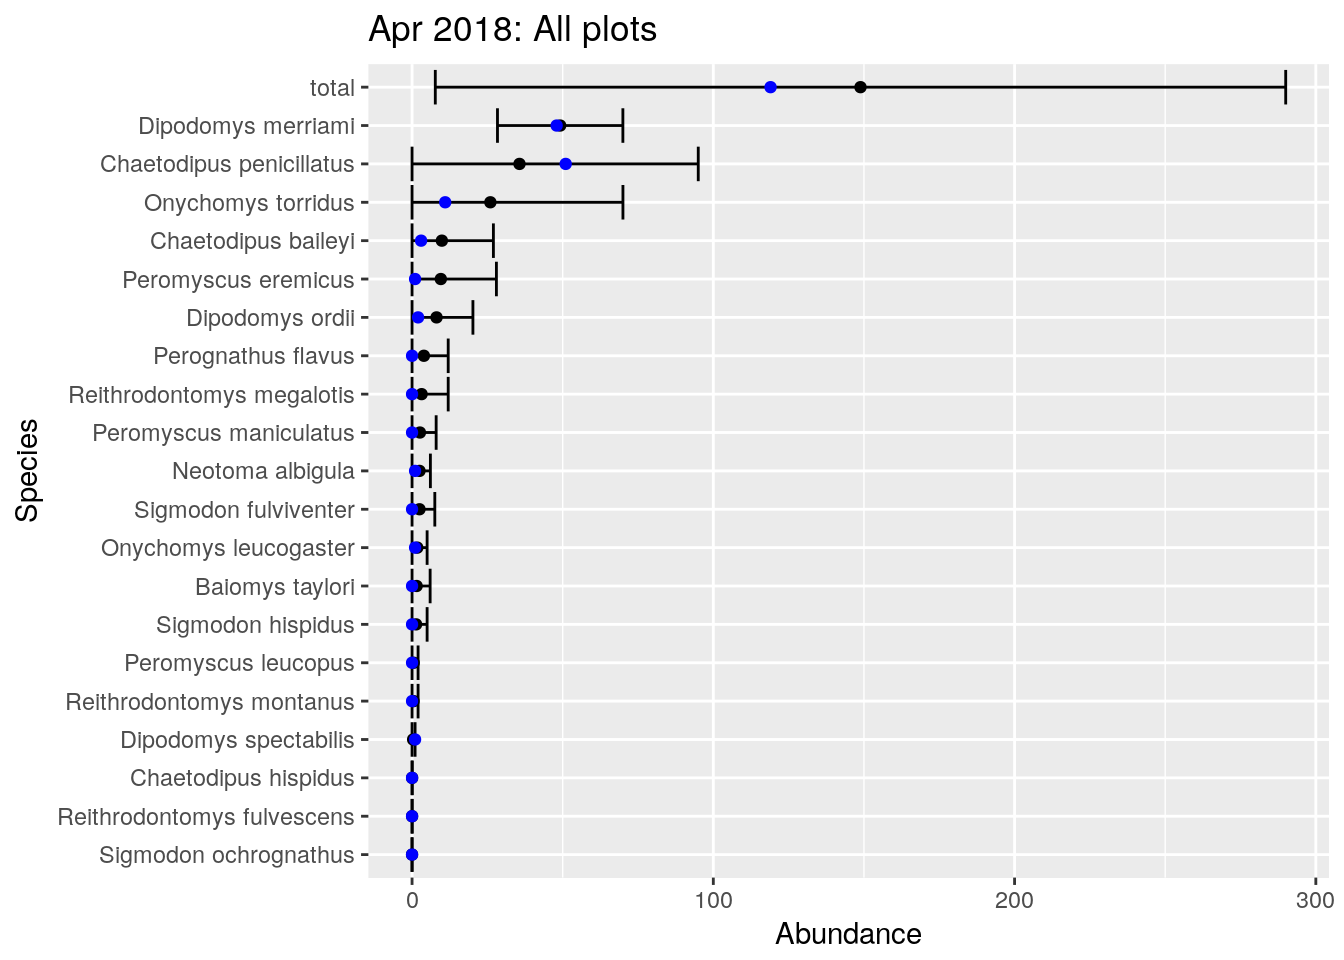 Apr 2018: All plots
total
Dipodomys merriami
Chaetodipus penicillatus
Onychomys torridus
Chaetodipus baileyi
Peromyscus eremicus
Dipodomys ordii
Perognathus flavus
Reithrodontomys megalotis
Peromyscus maniculatus
Neotoma albigula
Sigmodon fulviventer
Onychomys leucogaster
Baiomys taylori
Sigmodon hispidus
Peromyscus leucopus
Reithrodontomys montanus
Dipodomys spectabilis
Chaetodipus hispidus
Reithrodontomys fulvescens
Sigmodon ochrognathus
Species
0 100 200 300
Abundance